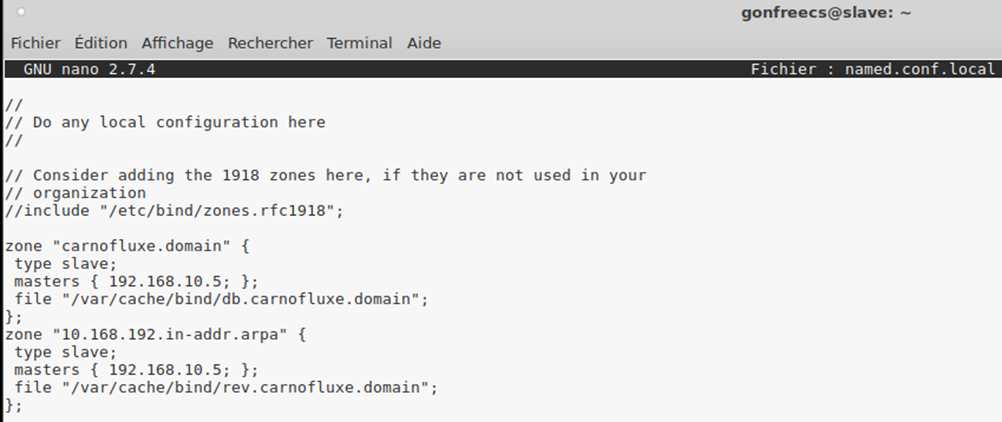 gonfreecs@slave: ~
Fichier Édition Affichage Rechercher Terminal Aide
GNU nano 2.7.4 Fichier : named.conf.local
//
// Do any local configuration here
//
// Consider adding the 1918 zones here, if they are not used in your
// organization
//include "/etc/bind/zones.rfc1918";
zone "carnofluxe.domain" {
type slave;
masters { 192.168.10.5; };
file "/var/cache/bind/db.carnofluxe.domain";
};
zone "10.168.192.in-addr.arpa" {
type slave;
masters { 192.168.10.5; };
file "/var/cache/bind/rev.carnofluxe.domain";
};